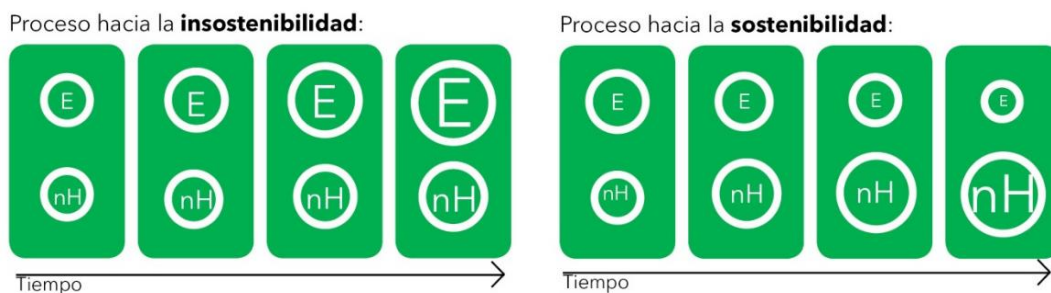 Proceso hacia la insostenibilidad:
E E E E
nH nH nH nH
Tiempo
Proceso hacia la sostenibilidad:
E E E E
nH nH nH nH
Tiempo